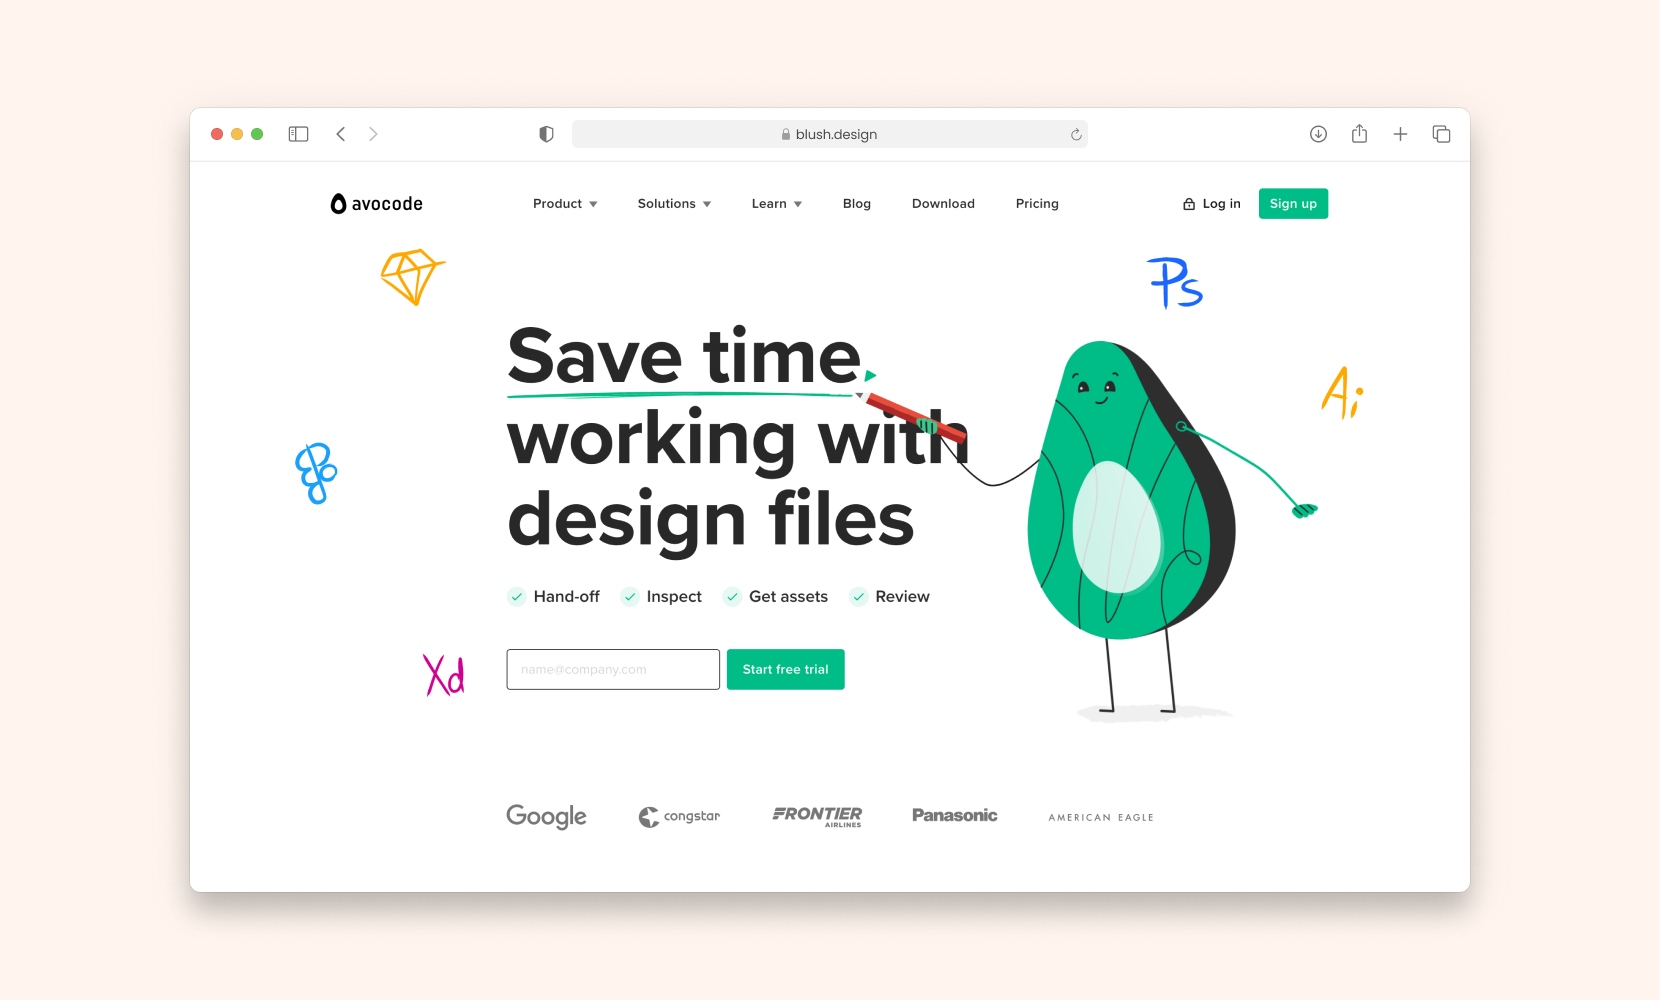 blush.design
avocode
Product
Solutions
Learn
Blog
Download
Pricing
Log in
Sign up
Ps
Ai
Save time
working with
design files
Hand-off
Inspect
Get assets
Review
Xd
name@company.com
Start free trial
Google
congstar
FRONTIER
AIRLINES
Panasonic
AMERICAN EAGLE